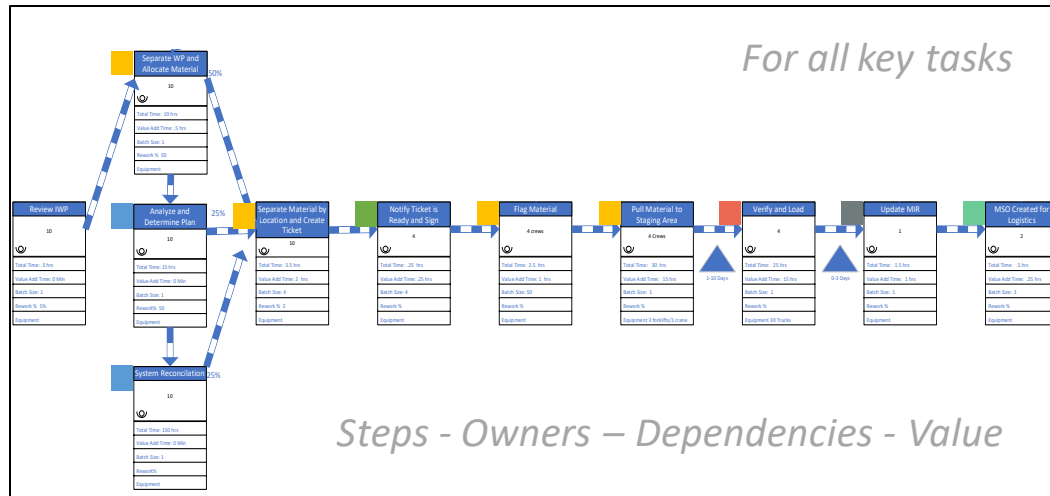 For all key tasks
Separate WP and
Allocate Material
50%
10
Total Time: 10 hrs
Value Add Time: .5 hrs
Batch Size: 1
Rework % 50
Equipment
Review IWP
10
Total Time: .5 hrs
Value Add Time: 0 Min
Batch Size: 1
Rework % 5%
Equipment
Analyze and
Determine Plan
25%
10
Total Time: 15 hrs
Value Add Time: 0 Min
Batch Size: 1
Rework% 50
Equipment
System Reconcilation
25%
10
Total Time: 150 hrs
Value Add Time: 0 Min
Batch Size: 1
Rework%
Equipment
Separate Material by
Location and Create
Ticket
10
Total Time: 3.5 hrs
Value Add Time: 2 hrs
Batch Size: 4
Rework % 2
Equipment
Notify Ticket is
Ready and Sign
4
Total Time: .25 hrs
Value Add Time: .25 hrs
Batch Size: 4
Rework %
Equipment
Flag Material
4 crews
Total Time: 2.5 hrs
Value Add Time: 1 hrs
Batch Size: 50
Rework %
Equipment
Pull Material to
Staging Area
4 Crews
Total Time: 30 hrs
Value Add Time: 15 hrs
Batch Size: 1
Rework %
Equipment 3 forklifts/1 crane
1-10 Days
Verify and Load
4
Total Time: 25 hrs
Value Add Time: 15 hrs
Batch Size: 1
Rework %
Equipment 30 Trucks
0-3 Days
Update MIR
1
Total Time: 1.5 hrs
Value Add Time: 1 hrs
Batch Size: 1
Rework %
Equipment
MSO Created for
Logistics
2
Total Time: .5 hrs
Value Add Time: .25 hrs
Batch Size: 1
Rework %
Equipment
Steps - Owners – Dependencies - Value